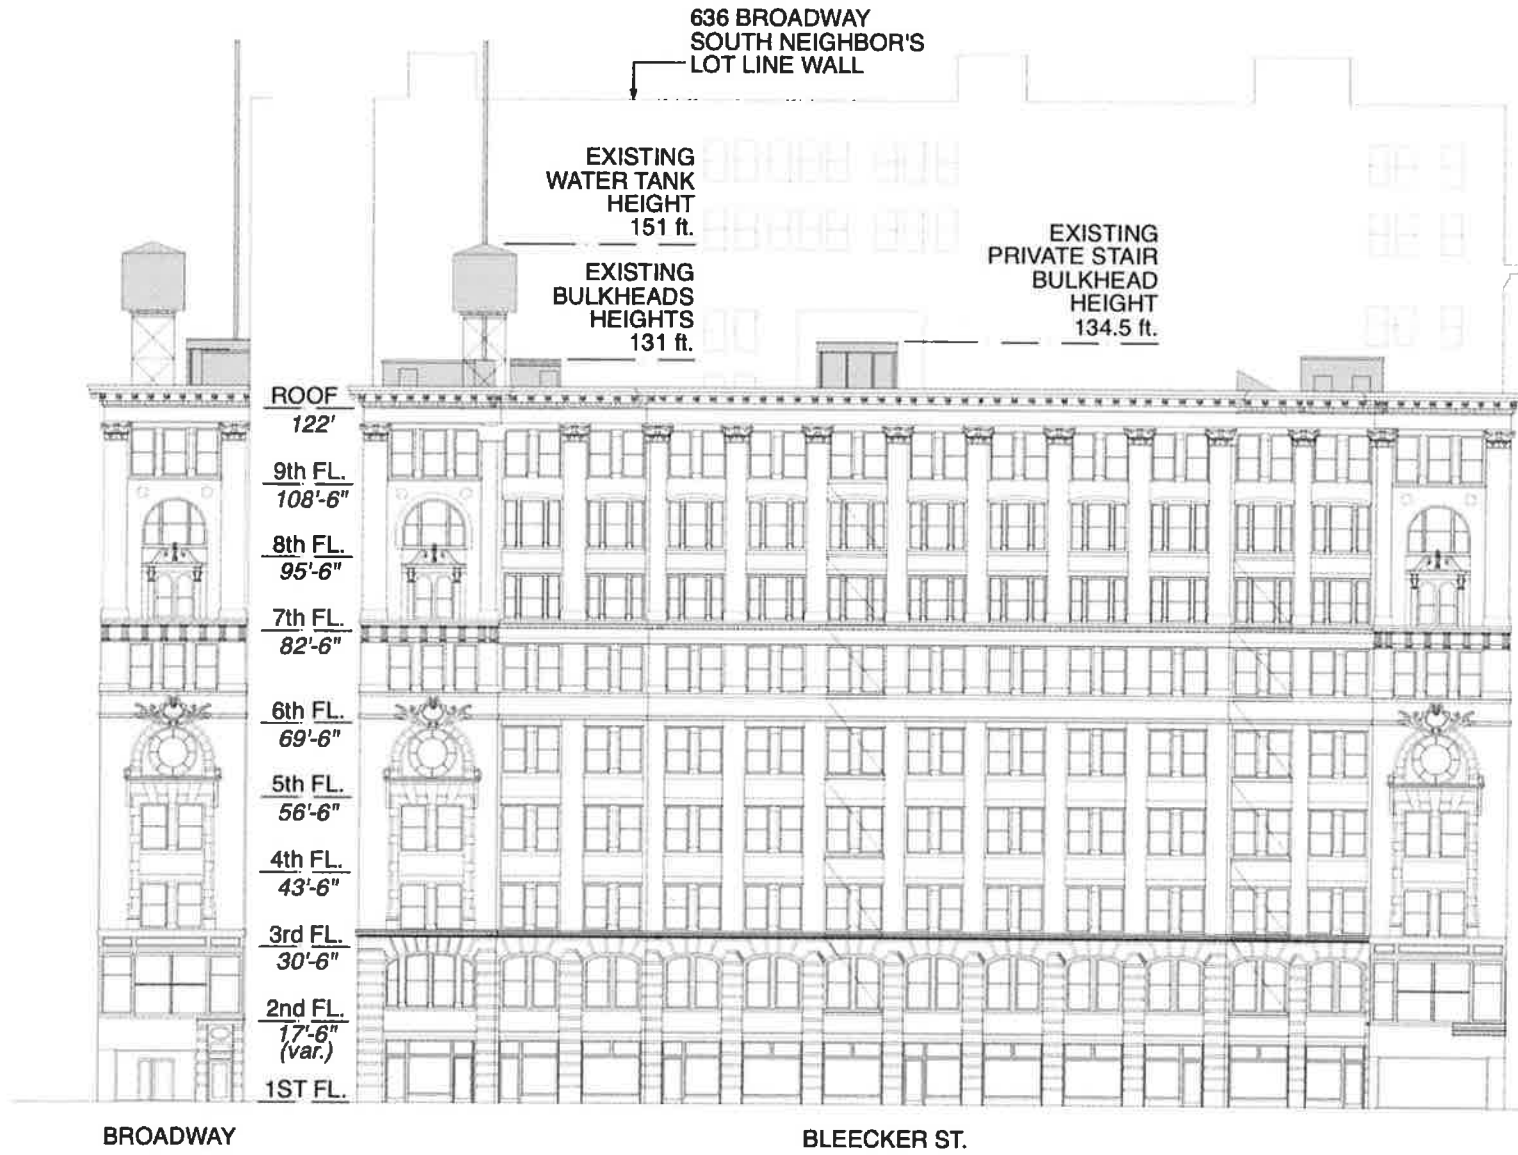 636 BROADWAY
SOUTH NEIGHBOR'S
LOT LINE WALL
EXISTING
WATER TANK
HEIGHT
151 ft.
EXISTING
BULKHEADS
HEIGHTS
131 ft.
EXISTING
PRIVATE STAIR
BULKHEAD
HEIGHT
134.5 ft.
ROOF
122'
9th FL.
108'-6"
8th FL.
95'-6"
7th FL.
82'-6"
6th FL.
69'-6"
5th FL.
56'-6"
4th FL.
43'-6"
3rd FL.
30'-6"
2nd FL.
17'-6"
(var.)
1ST FL.
BROADWAY
BLEECKER ST.